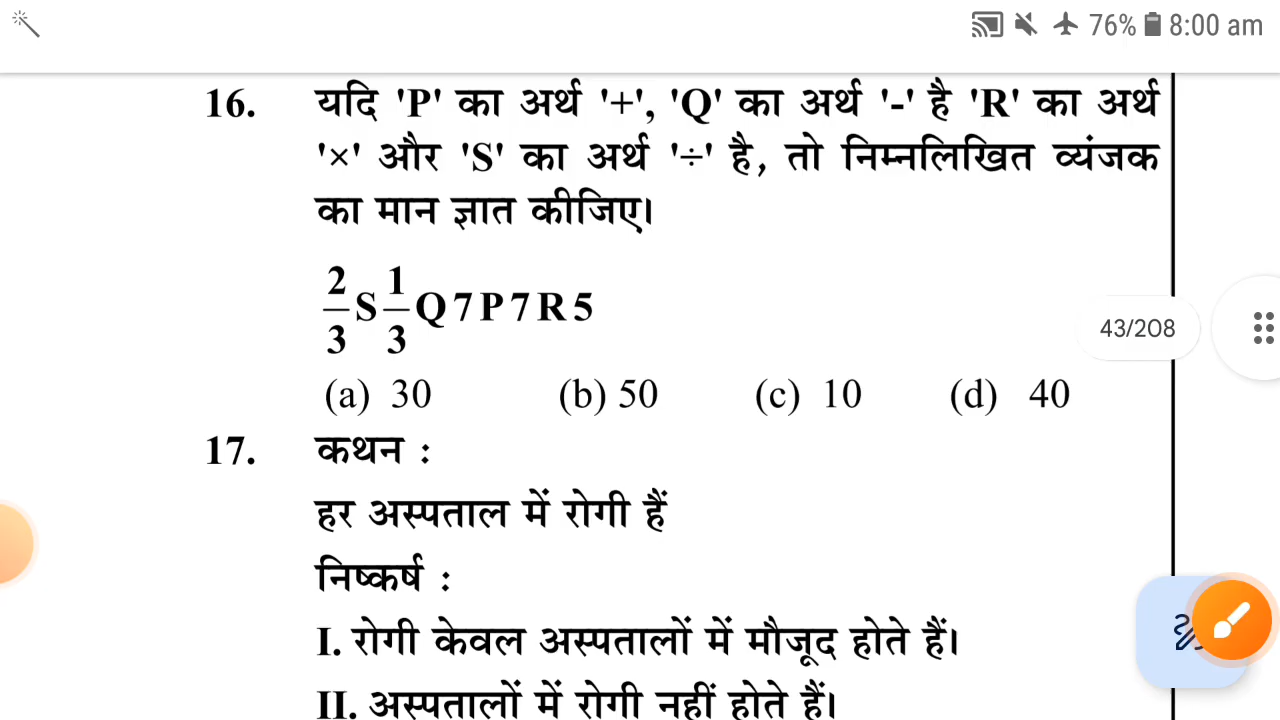 76% 8:00 am
16. यदि 'P' का अर्थ '+', 'Q' का अर्थ '-' है 'R' का अर्थ
'×' और 'S' का अर्थ '÷' है, तो निम्नलिखित व्यंजक
का मान ज्ञात कीजिए।
2/3 S 1/3 Q 7 P 7 R 5
43/208
(a) 30 (b) 50 (c) 10 (d) 40
17. कथन :
हर अस्पताल में रोगी हैं
निष्कर्ष :
I. रोगी केवल अस्पतालों में मौजूद होते हैं।
II. अस्पतालों में रोगी नहीं होते हैं।